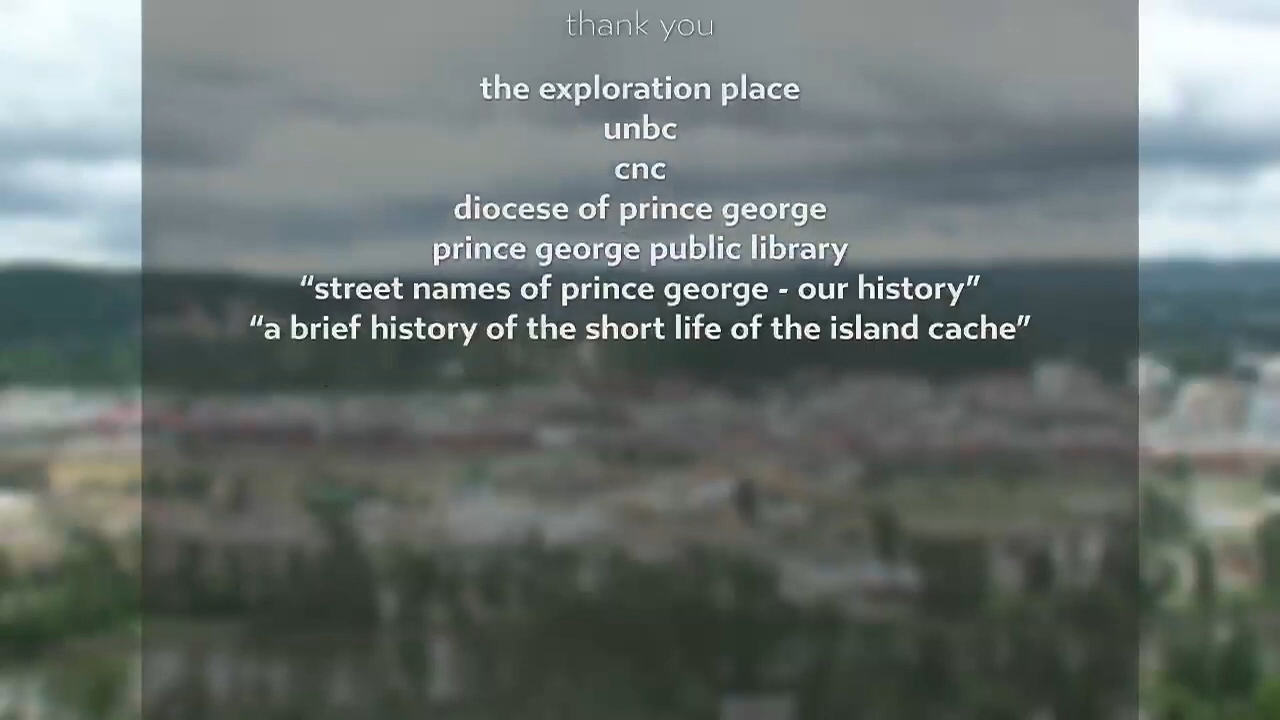 thank you
the exploration place
unbc
cnc
diocese of prince george
prince george public library
“street names of prince george - our history”
“a brief history of the short life of the island cache”